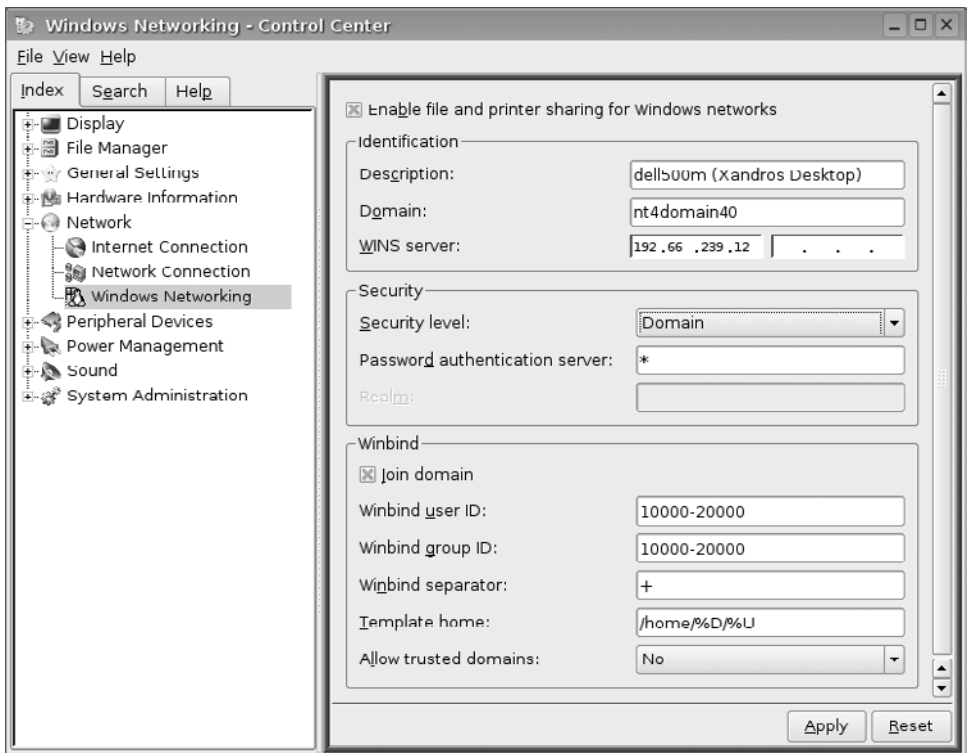 Windows Networking - Control Center
File View Help
Index Search Help
Display
File Manager
General Settings
Hardware Information
Network
Internet Connection
Network Connection
Windows Networking
Peripheral Devices
Power Management
Sound
System Administration
Enable file and printer sharing for Windows networks
Identification
Description: dell500m (Xandros Desktop)
Domain: nt4domain40
WINS server: 192.66 .239.12 . . .
Security
Security level: Domain
Password authentication server: *
Realm:
Winbind
Join domain
Winbind user ID: 10000-20000
Winbind group ID: 10000-20000
Winbind separator: +
Template home: /home/%D/%U
Allow trusted domains: No
Apply Reset